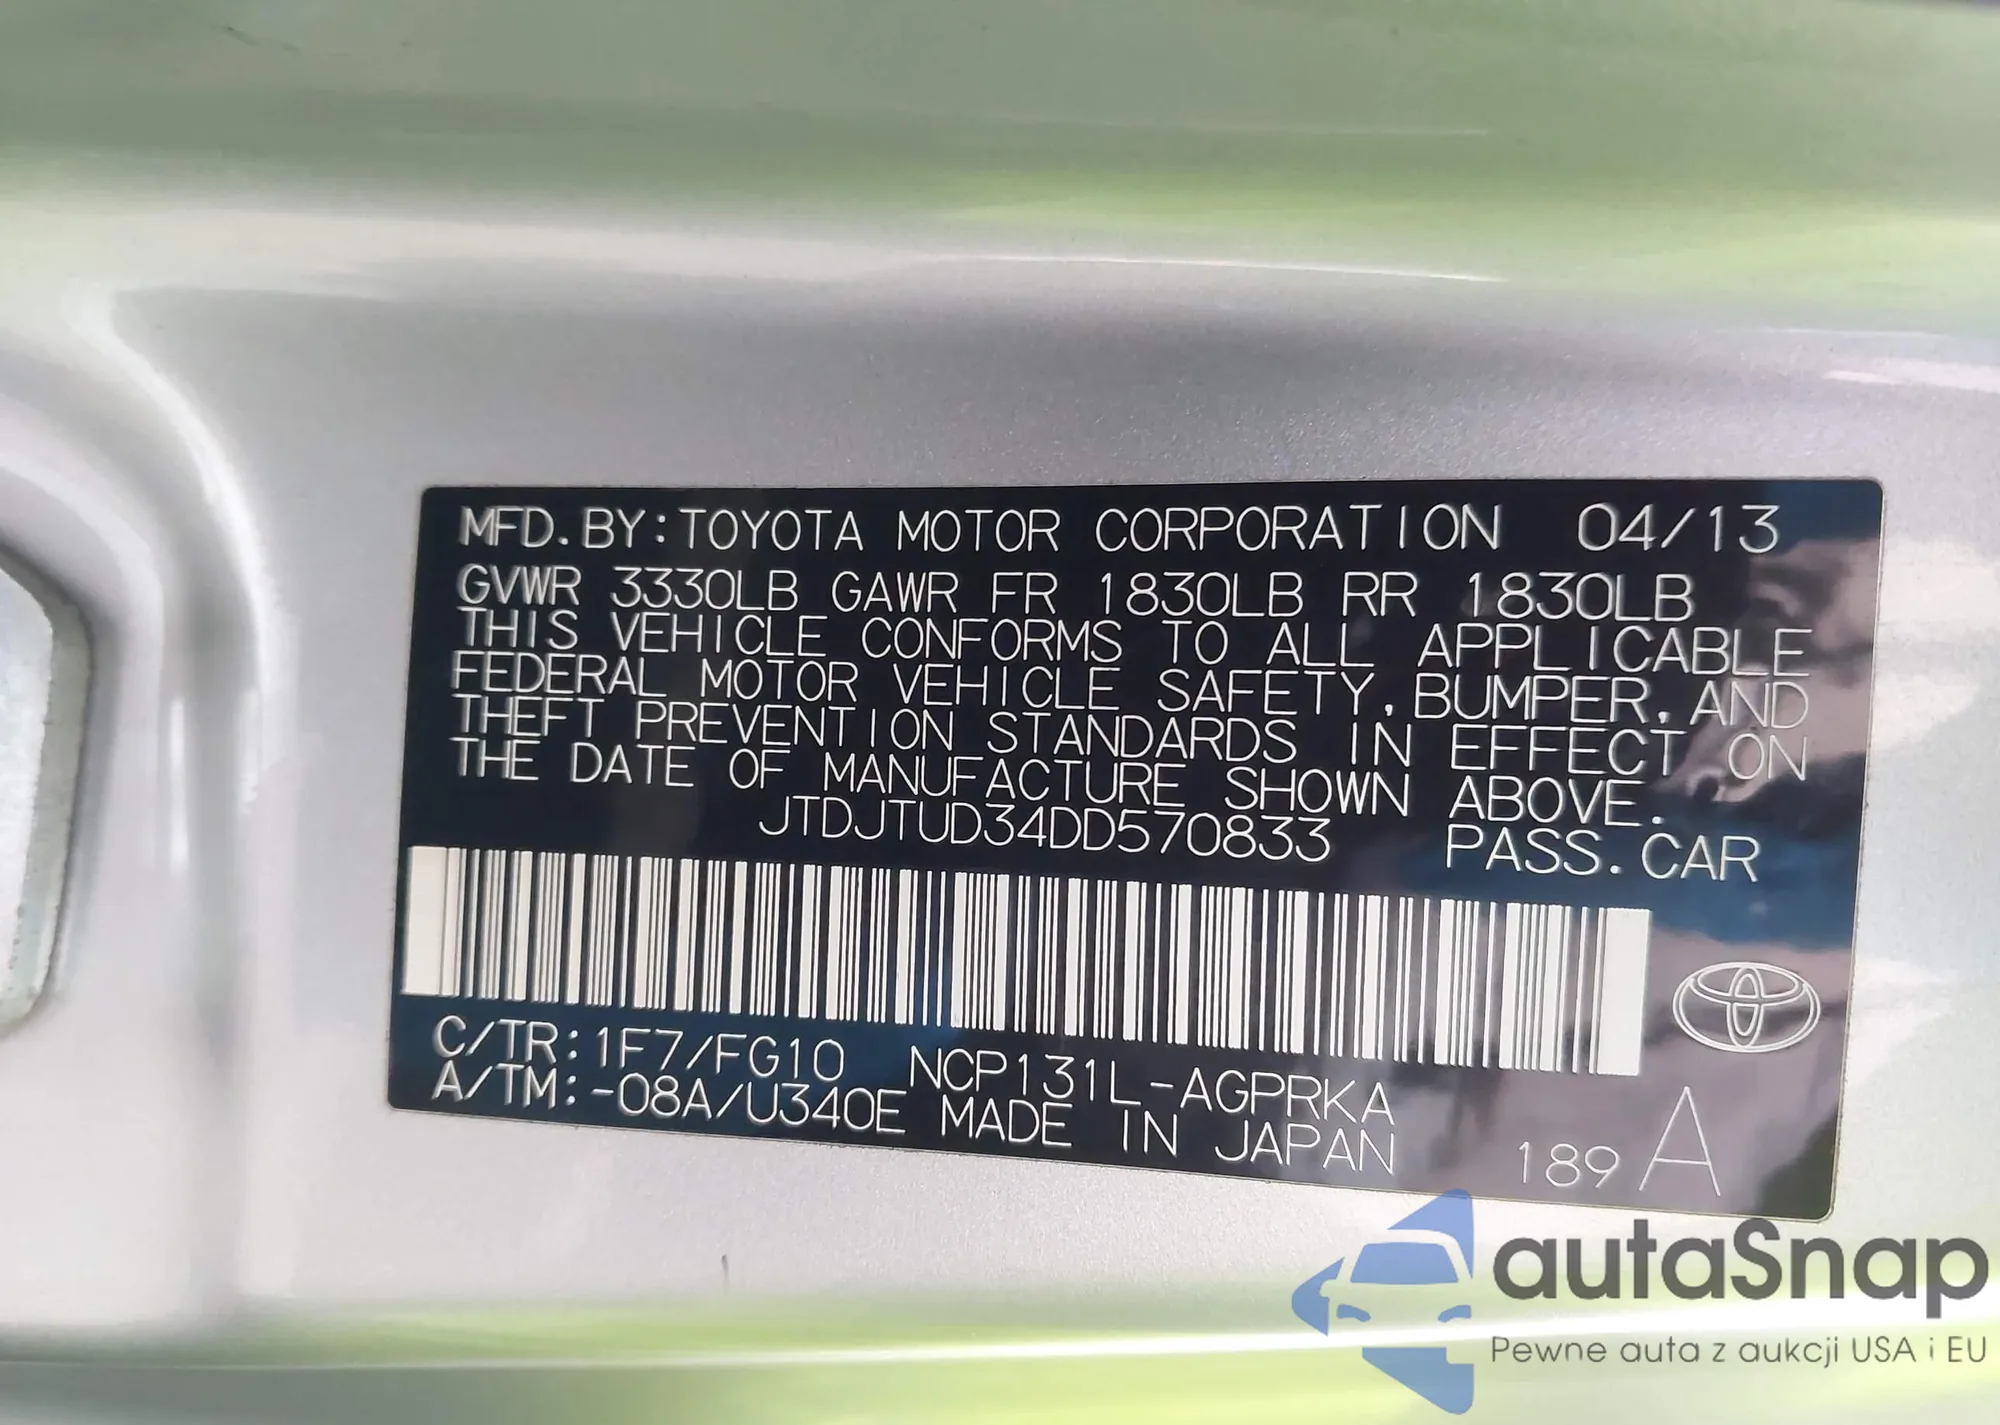 MFD. BY: TOYOTA MOTOR CORPORATION 04/13
GVWR 3330LB GAWR FR 1830LB RR 1830LB
THIS VEHICLE CONFORMS TO ALL APPLICABLE
FEDERAL MOTOR VEHICLE SAFETY, BUMPER, AND
THEFT PREVENTION STANDARDS IN EFFECT ON
THE DATE OF MANUFACTURE SHOWN ABOVE.
JTDJTUD34DD570833 PASS. CAR
C/TR: 1F7/FG10 NCP131L-AGPRKA
A/TM: -08A/U340E MADE IN JAPAN 189 A
autaSnap
Pewne auta z aukcji USA i EU